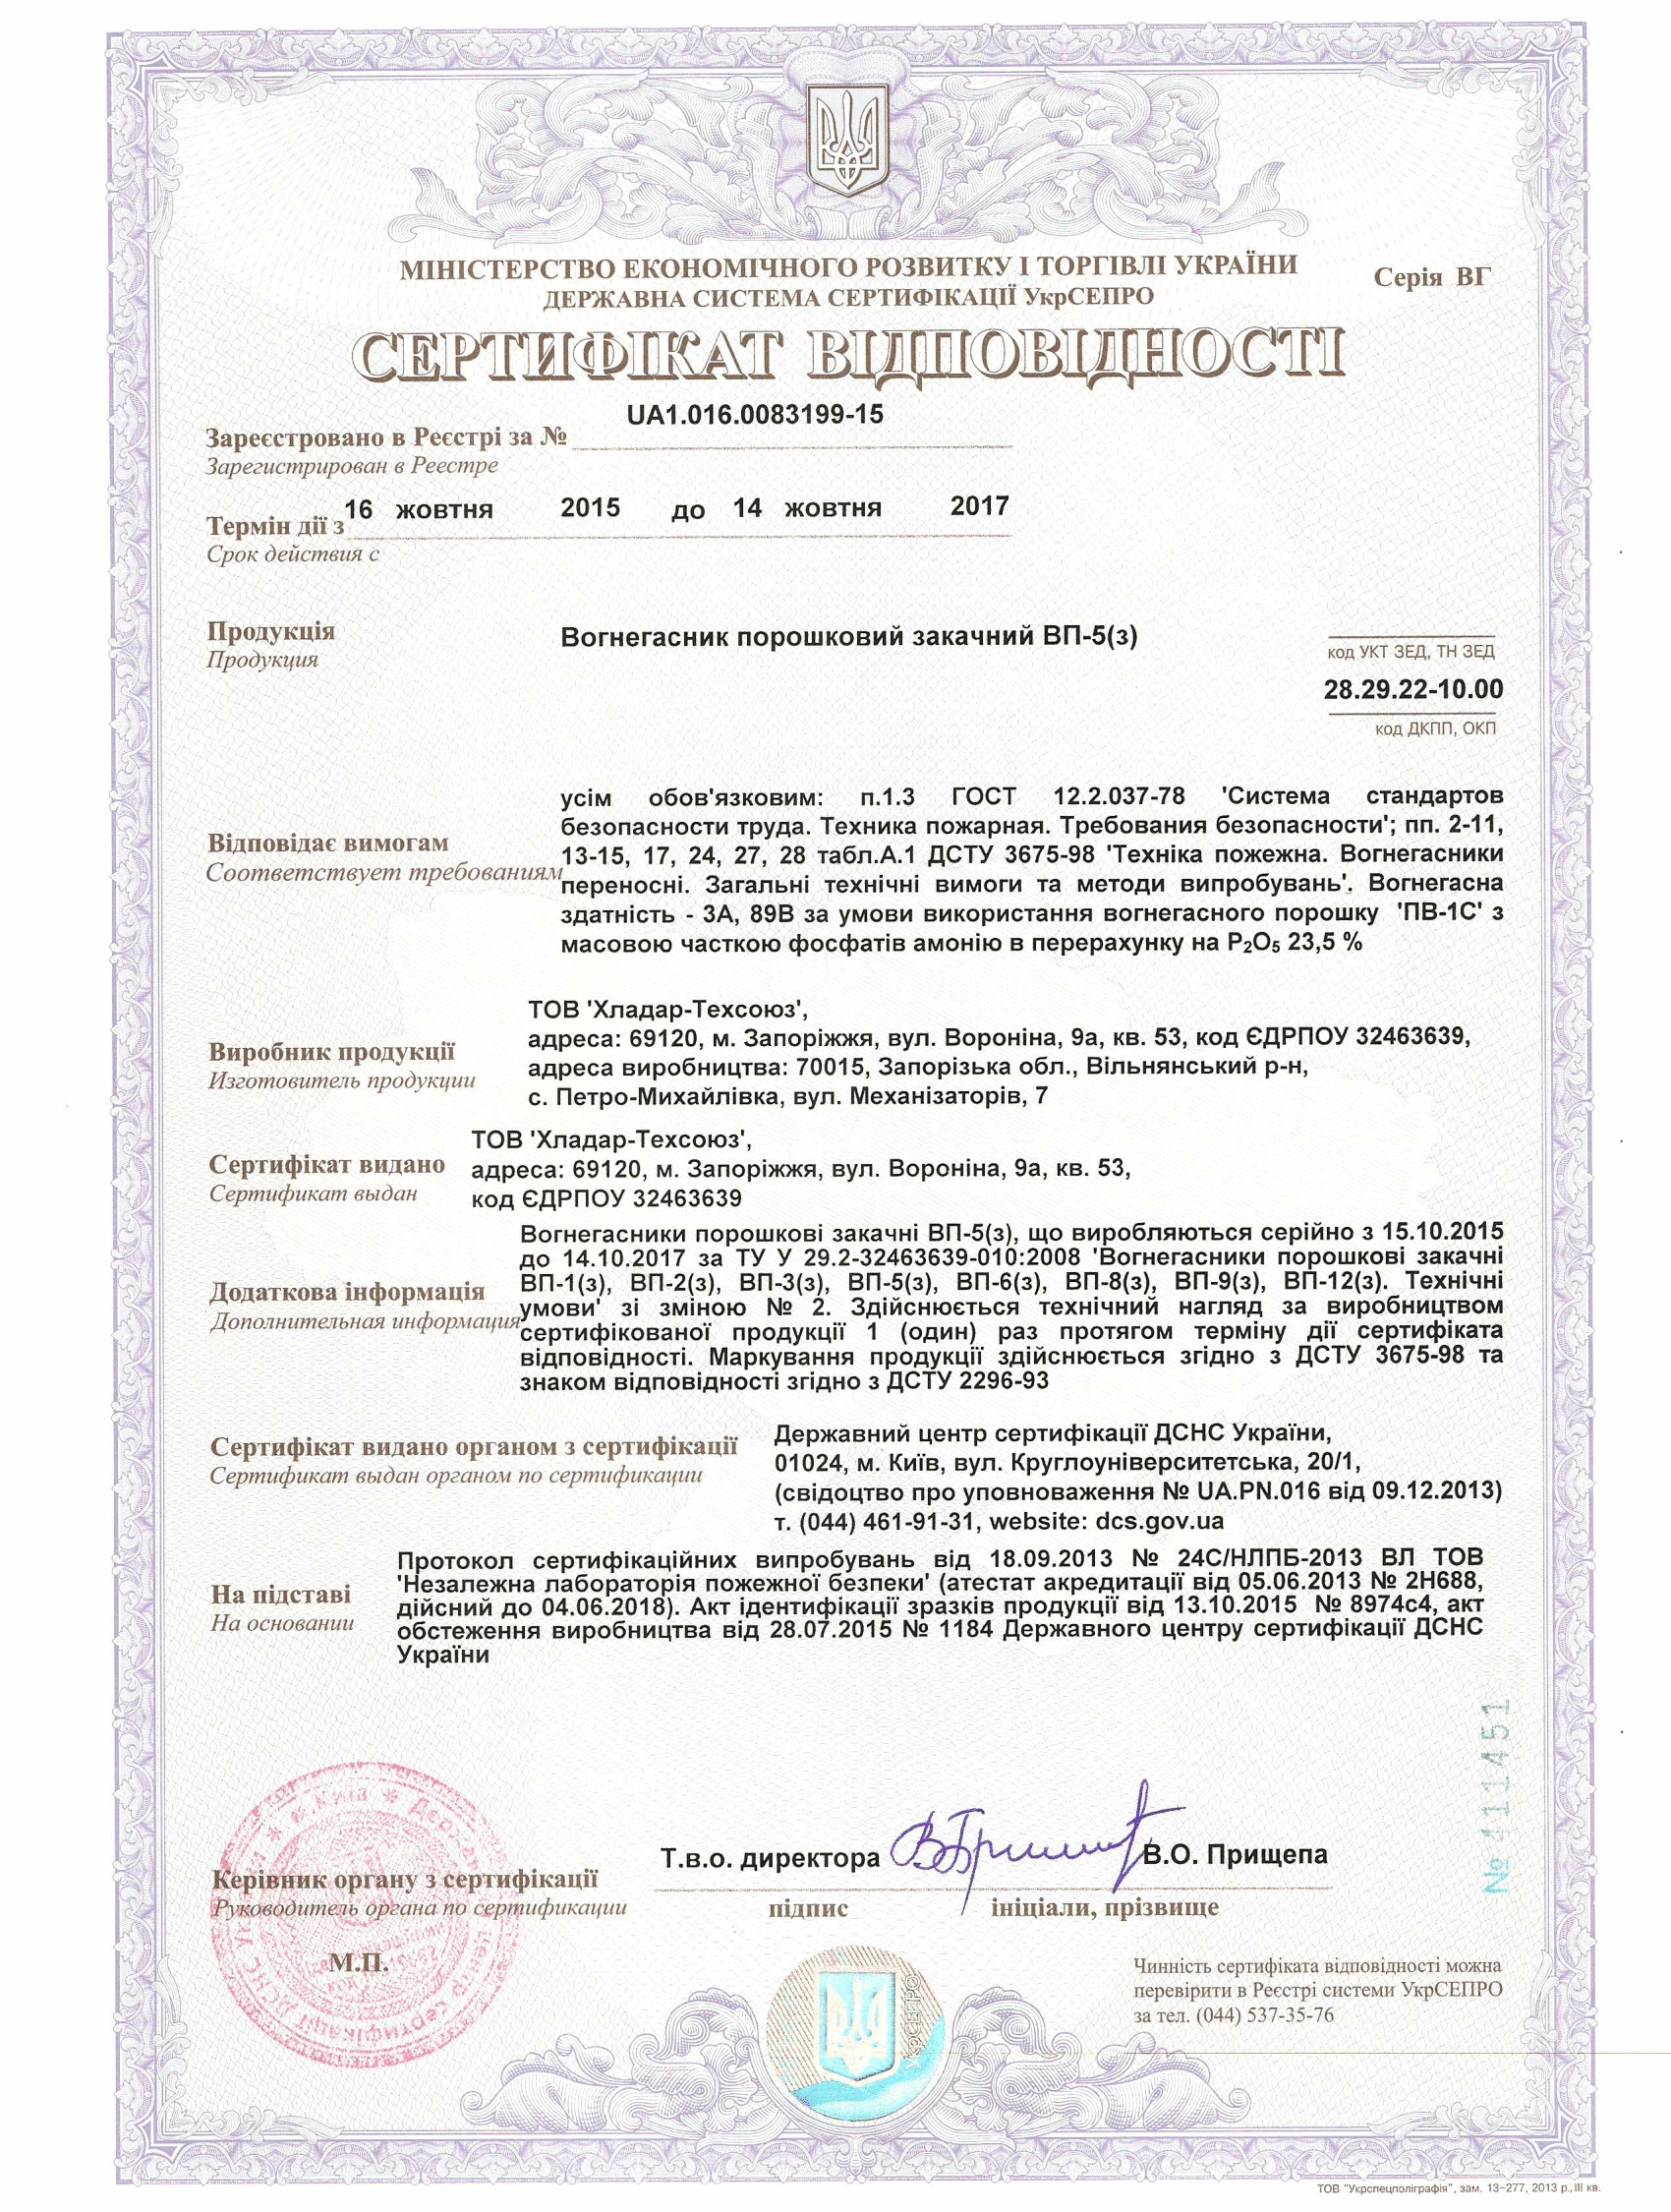 МІНІСТЕРСТВО ЕКОНОМІЧНОГО РОЗВИТКУ І ТОРГІВЛІ УКРАЇНИ
Серія ВГ
ДЕРЖАВНА СИСТЕМА СЕРТИФІКАЦІЇ УкрСЕПРО
СЕРТИФІКАТ ВІДПОВІДНОСТІ
UA1.016.0083199-15
Зареєстровано в Реєстрі за №
Зарегистрирован в Реестре
Термін дії з 16 жовтня 2015 до 14 жовтня 2017
Срок действия с
Продукція
Продукция
Вогнегасник порошковий закачний ВП-5(з)
код УКТ ЗЕД, ТН ЗЕД
28.29.22-10.00
код ДКПП, ОКП
Відповідає вимогам
Соответствует требованиям
усім обов'язковим: п.1.3 ГОСТ 12.2.037-78 'Система стандартов
безопасности труда. Техника пожарная. Требования безопасности'; пп. 2-11,
13-15, 17, 24, 27, 28 табл.А.1 ДСТУ 3675-98 'Техніка пожежна. Вогнегасники
переносні. Загальні технічні вимоги та методи випробувань'. Вогнегасна
здатність - 3А, 89В за умови використання вогнегасного порошку 'ПВ-1С' з
масовою часткою фосфатів амонію в перерахунку на P₂O₅ 23,5 %
Виробник продукції
Изготовитель продукции
ТОВ 'Хладар-Техсоюз',
адреса: 69120, м. Запоріжжя, вул. Вороніна, 9а, кв. 53, код ЄДРПОУ 32463639,
адреса виробництва: 70015, Запорізька обл., Вільнянський р-н,
с. Петро-Михайлівка, вул. Механізаторів, 7
Сертифікат видано
Сертификат выдан
ТОВ 'Хладар-Техсоюз',
адреса: 69120, м. Запоріжжя, вул. Вороніна, 9а, кв. 53,
код ЄДРПОУ 32463639
Додаткова інформація
Дополнительная информация
Вогнегасники порошкові закачні ВП-5(з), що виробляються серійно з 15.10.2015
до 14.10.2017 за ТУ У 29.2-32463639-010:2008 'Вогнегасники порошкові закачні
ВП-1(з), ВП-2(з), ВП-3(з), ВП-5(з), ВП-6(з), ВП-8(з), ВП-9(з), ВП-12(з). Технічні
умови' зі зміною № 2. Здійснюється технічний нагляд за виробництвом
сертифікованої продукції 1 (один) раз протягом терміну дії сертифіката
відповідності. Маркування продукції здійснюється згідно з ДСТУ 3675-98 та
знаком відповідності згідно з ДСТУ 2296-93
Сертифікат видано органом з сертифікації
Сертификат выдан органом по сертификации
Державний центр сертифікації ДСНС України,
01024, м. Київ, вул. Круглоуніверситетська, 20/1,
(свідоцтво про уповноваження № UA.PN.016 від 09.12.2013)
т. (044) 461-91-31, website: dcs.gov.ua
На підставі
На основании
Протокол сертифікаційних випробувань від 18.09.2013 № 24С/НЛПБ-2013 ВЛ ТОВ
'Незалежна лабораторія пожежної безпеки' (атестат акредитації від 05.06.2013 № 2Н688,
дійсний до 04.06.2018). Акт ідентифікації зразків продукції від 13.10.2015 № 8974с4, акт
обстеження виробництва від 28.07.2015 № 1184 Державного центру сертифікації ДСНС
України
№ 411451
Т.в.о. директора В.О. Прищепа
Керівник органу з сертифікації
Руководитель органа по сертификации
підпис
ініціали, прізвище
М.П.
УкрСЕПРО
Чинність сертифіката відповідності можна
перевірити в Реєстрі системи УкрСЕПРО
за тел. (044) 537-35-76
ТОВ "Укрспецполіграфія", зам. 13-277, 2013 р., III кв.